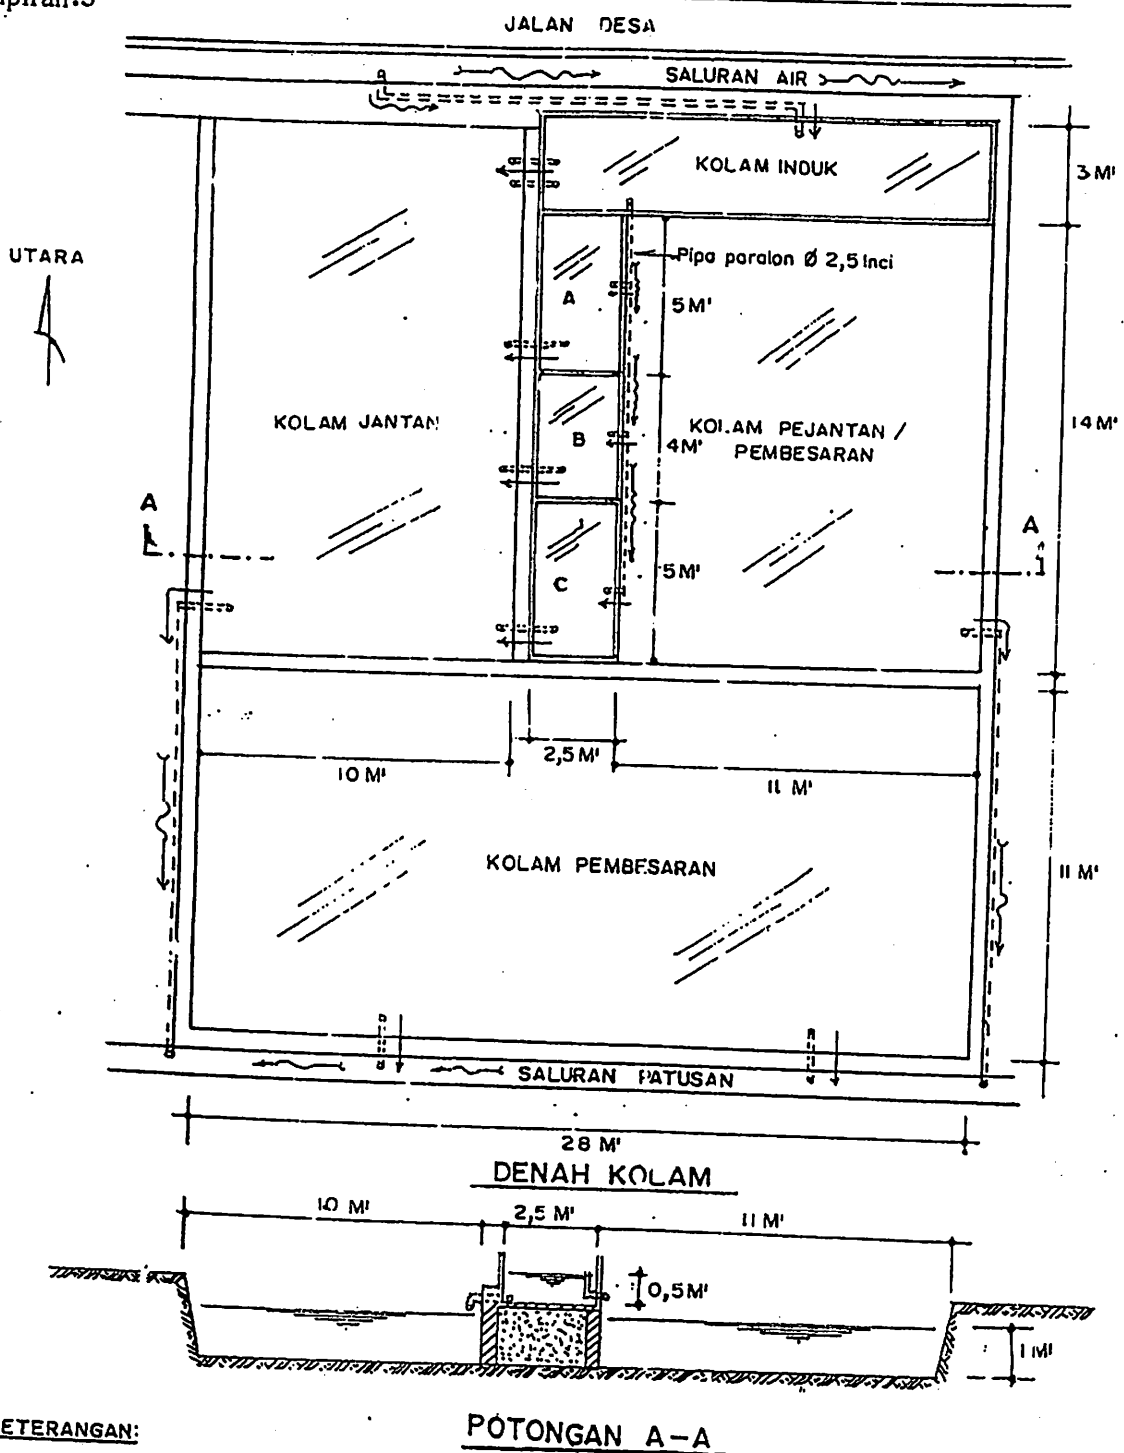 piran.5
JALAN DESA
SALURAN AIR
KOLAM INDUK
3 M'
UTARA
Pipa paralon Ø 2,5 Inci
A
5 M'
KOLAM JANTAN
B
4 M'
KOLAM PEJANTAN /
PEMBESARAN
14 M'
A
A
C
5 M'
10 M'
2,5 M'
11 M'
KOLAM PEMBESARAN
11 M'
SALURAN PATUSAN
28 M'
DENAH KOLAM
10 M'
2,5 M'
11 M'
0,5 M'
1 M'
ETERANGAN:
POTONGAN A-A